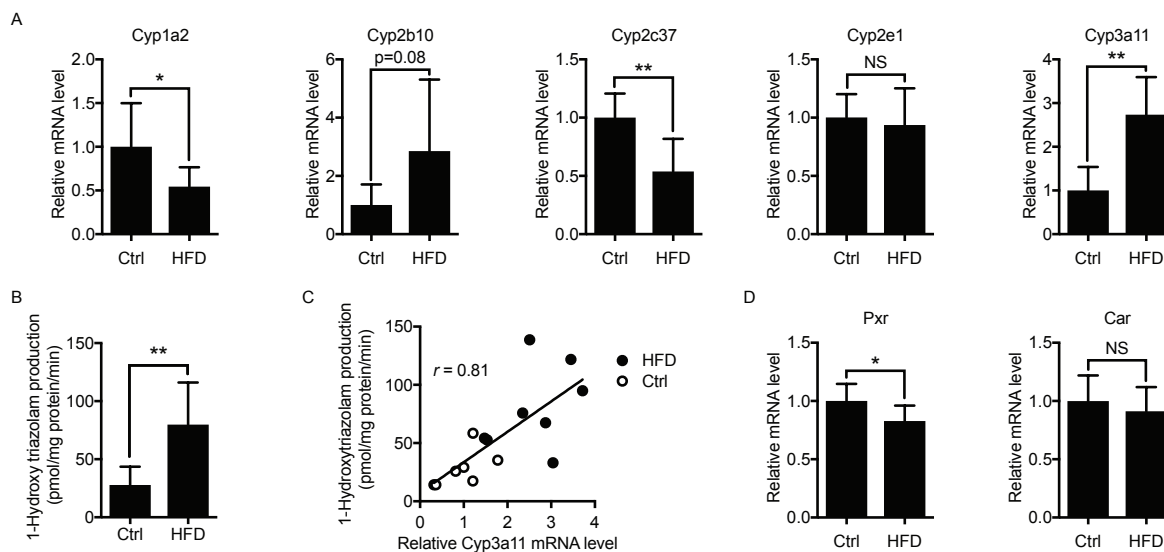 A
Cyp1a2
Relative mRNA level
2.0
1.5
1.0
0.5
0.0
*
Ctrl HFD
Cyp2b10
Relative mRNA level
6
4
2
0
p=0.08
Ctrl HFD
Cyp2c37
Relative mRNA level
1.5
1.0
0.5
0.0
**
Ctrl HFD
Cyp2e1
Relative mRNA level
1.5
1.0
0.5
0.0
NS
Ctrl HFD
Cyp3a11
Relative mRNA level
4
3
2
1
0
**
Ctrl HFD
B
1-Hydroxy triazolam production
(pmol/mg protein/min)
150
100
50
0
**
Ctrl HFD
C
1-Hydroxytriazolam production
(pmol/mg protein/min)
150
100
50
0
r = 0.81
HFD
Ctrl
0 1 2 3 4
Relative Cyp3a11 mRNA level
D
Pxr
Relative mRNA level
1.5
1.0
0.5
0.0
*
Ctrl HFD
Car
Relative mRNA level
1.5
1.0
0.5
0.0
NS
Ctrl HFD